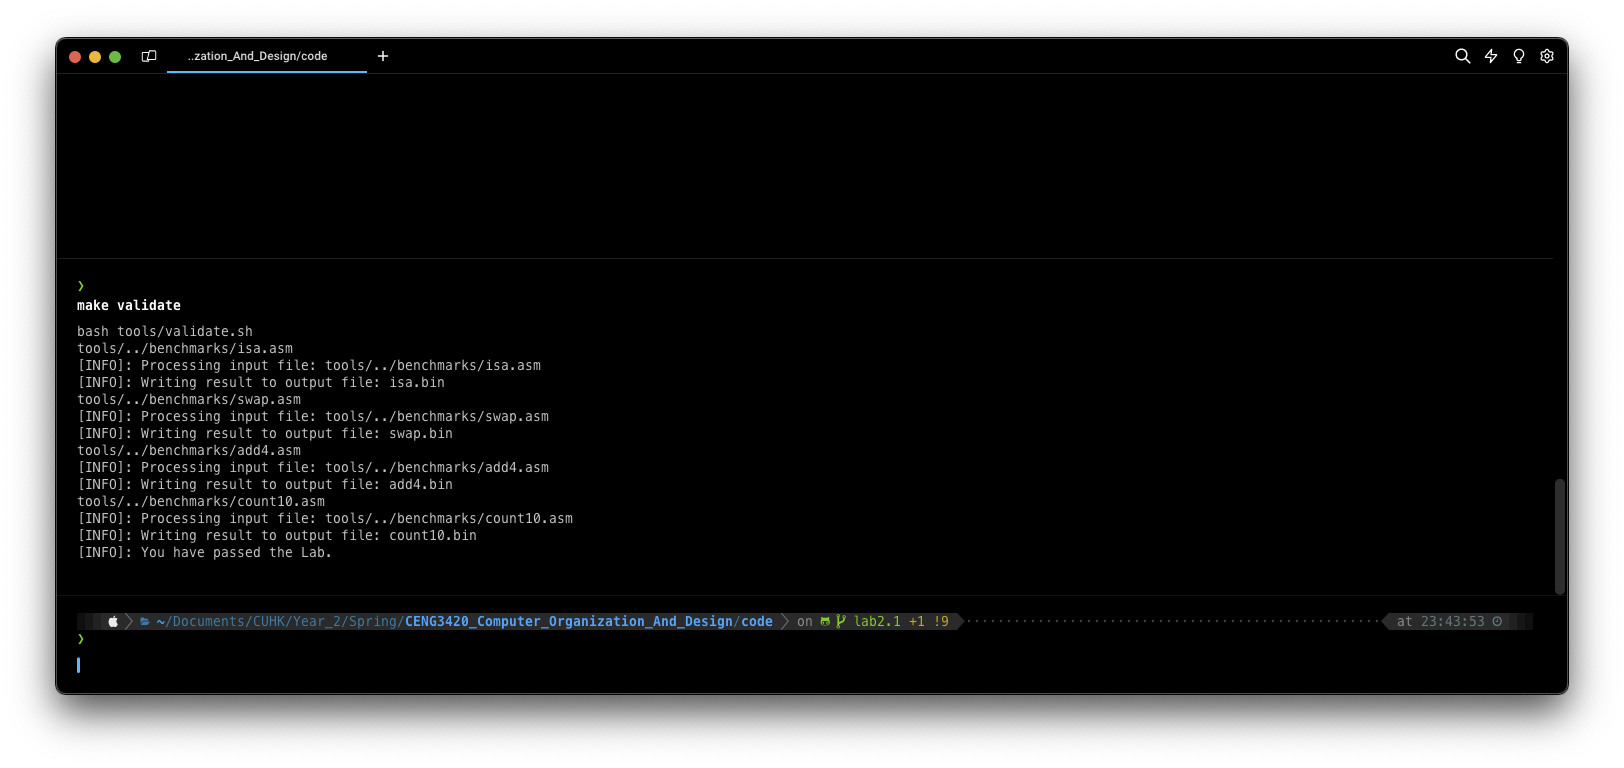 ..zation_And_Design/code
❯
make validate
bash tools/validate.sh
tools/../benchmarks/isa.asm
[INFO]: Processing input file: tools/../benchmarks/isa.asm
[INFO]: Writing result to output file: isa.bin
tools/../benchmarks/swap.asm
[INFO]: Processing input file: tools/../benchmarks/swap.asm
[INFO]: Writing result to output file: swap.bin
tools/../benchmarks/add4.asm
[INFO]: Processing input file: tools/../benchmarks/add4.asm
[INFO]: Writing result to output file: add4.bin
tools/../benchmarks/count10.asm
[INFO]: Processing input file: tools/../benchmarks/count10.asm
[INFO]: Writing result to output file: count10.bin
[INFO]: You have passed the Lab.
~/Documents/CUHK/Year_2/Spring/CENG3420_Computer_Organization_And_Design/code on lab2.1 +1 !9 at 23:43:53
❯